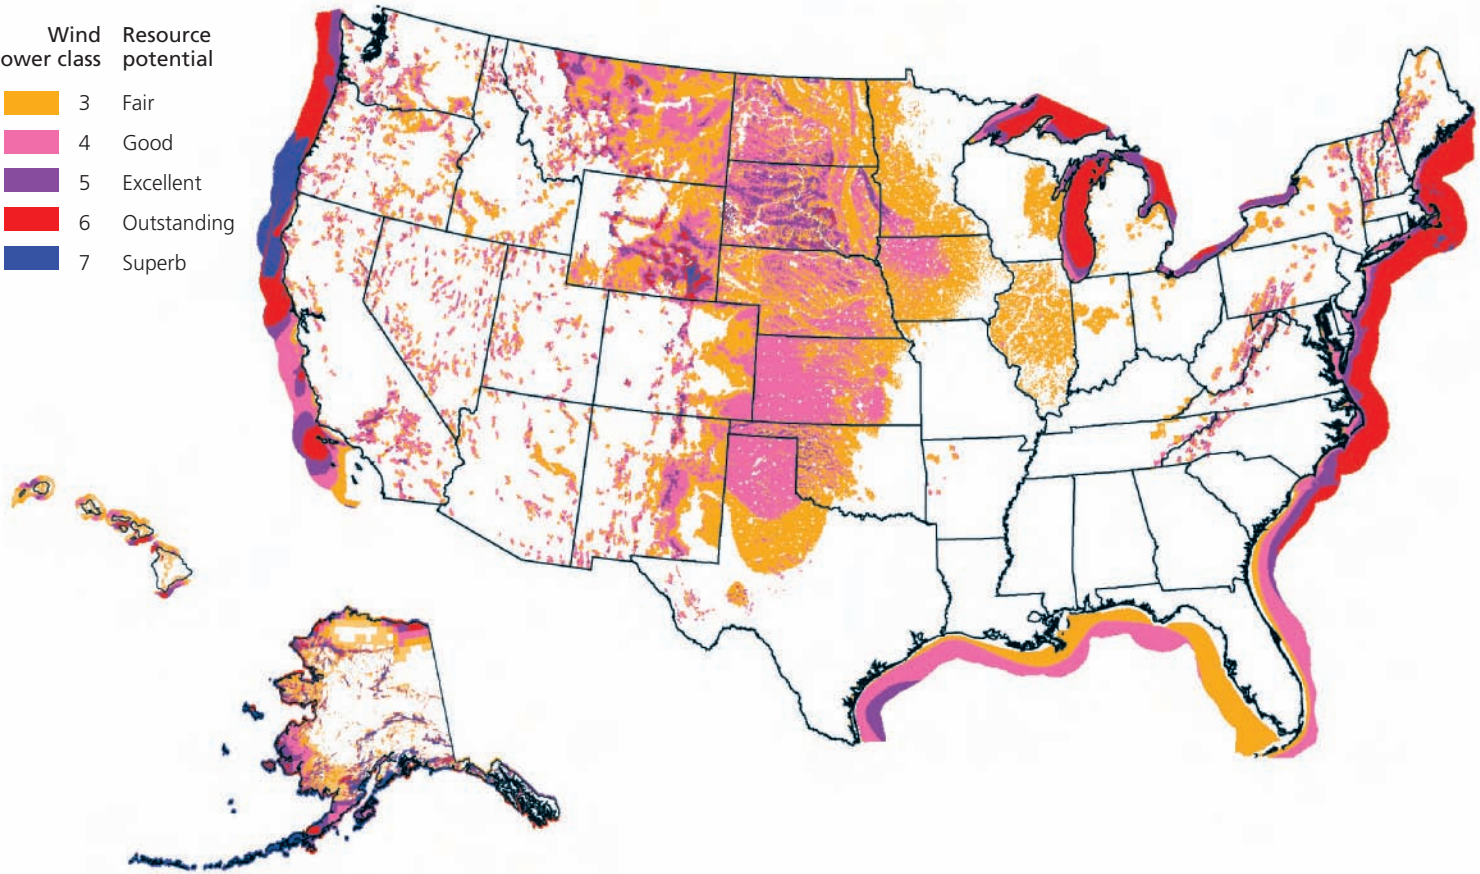 Wind Resource
ower class potential
3 Fair
4 Good
5 Excellent
6 Outstanding
7 Superb